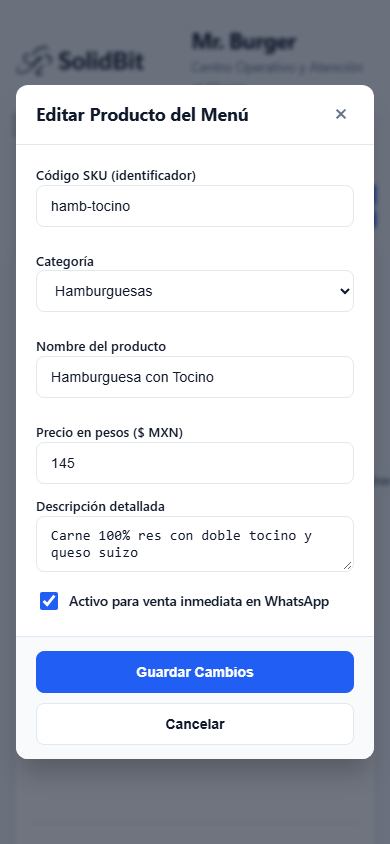 Mr. Burger
SolidBit
Centro Operativo y Atención
Editar Producto del Menú
×
Código SKU (identificador)
hamb-tocino
Categoría
Hamburguesas
Nombre del producto
Hamburguesa con Tocino
Precio en pesos ($ MXN)
145
Descripción detallada
Carne 100% res con doble tocino y
queso suizo
Activo para venta inmediata en WhatsApp
Guardar Cambios
Cancelar